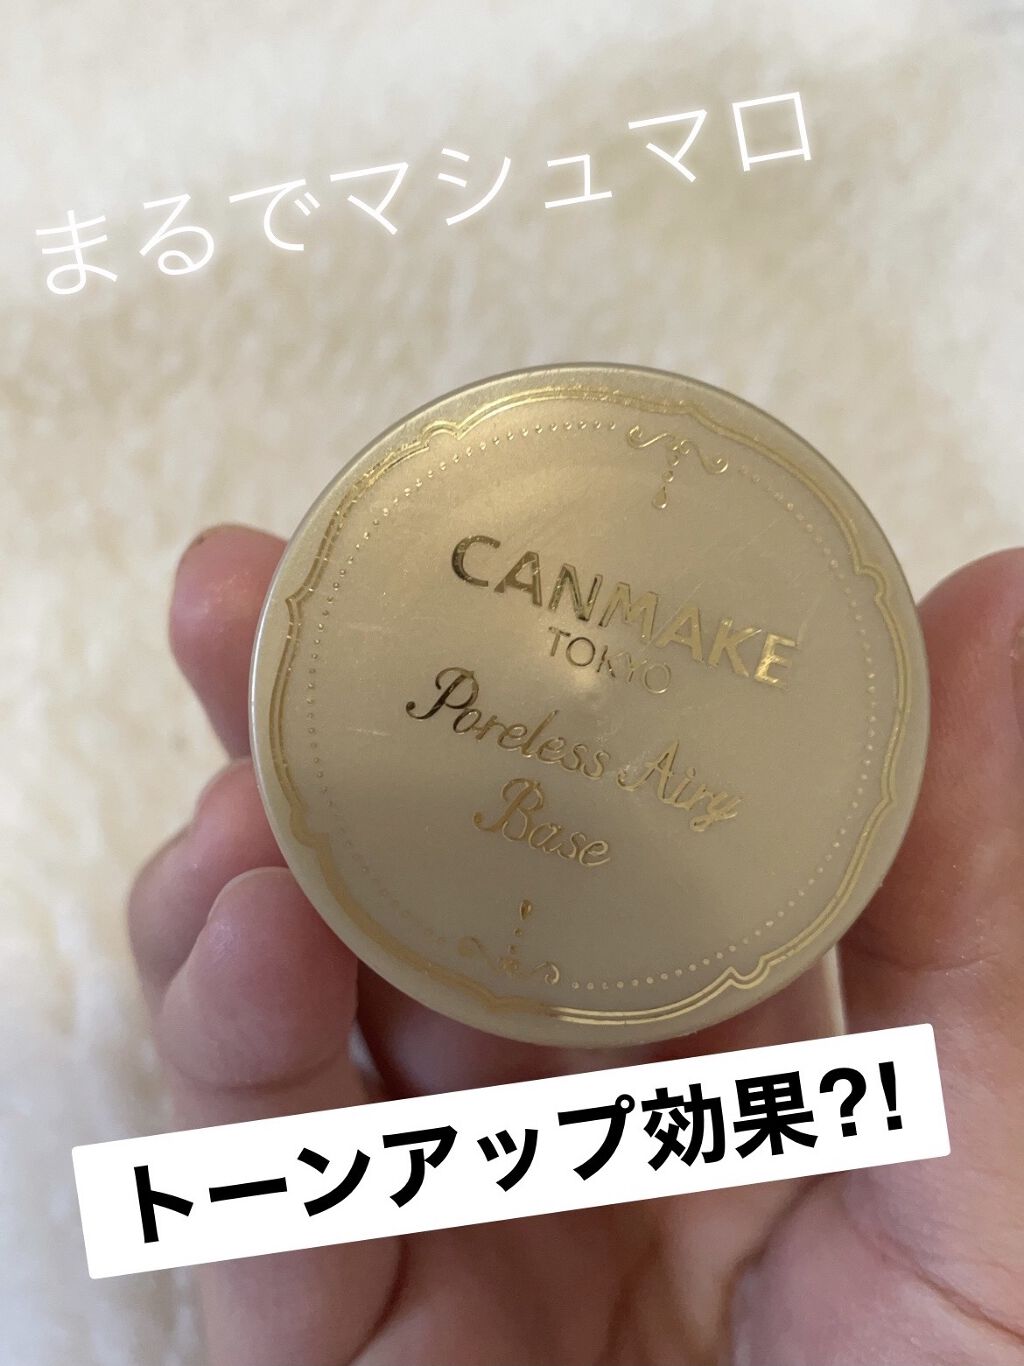 まるでマシュマロ
CANMAKE
TOKYO
Poreless Airy
Base
トーンアップ効果?!